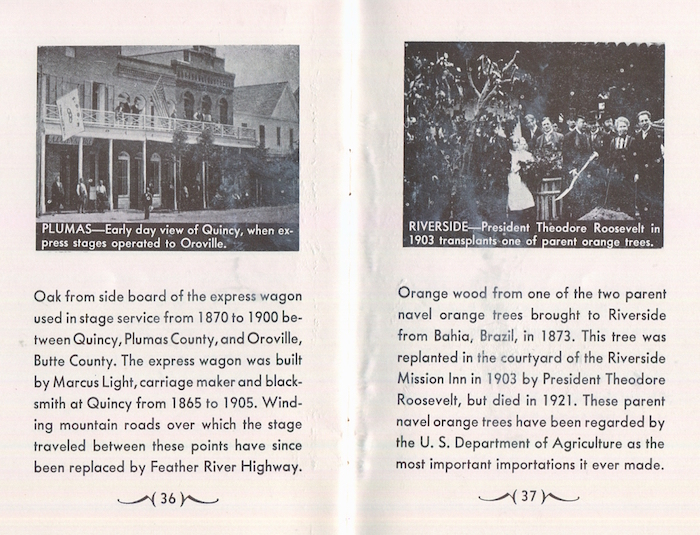 PLUMAS—Early day view of Quincy, when ex-
press stages operated to Oroville.
Oak from side board of the express wagon
used in stage service from 1870 to 1900 be-
tween Quincy, Plumas County, and Oroville,
Butte County. The express wagon was built
by Marcus Light, carriage maker and black-
smith at Quincy from 1865 to 1905. Wind-
ing mountain roads over which the stage
traveled between these points have since
been replaced by Feather River Highway.
36
RIVERSIDE—President Theodore Roosevelt in
1903 transplants one of parent orange trees.
Orange wood from one of the two parent
navel orange trees brought to Riverside
from Bahia, Brazil, in 1873. This tree was
replanted in the courtyard of the Riverside
Mission Inn in 1903 by President Theodore
Roosevelt, but died in 1921. These parent
navel orange trees have been regarded by
the U. S. Department of Agriculture as the
most important importations it ever made.
37